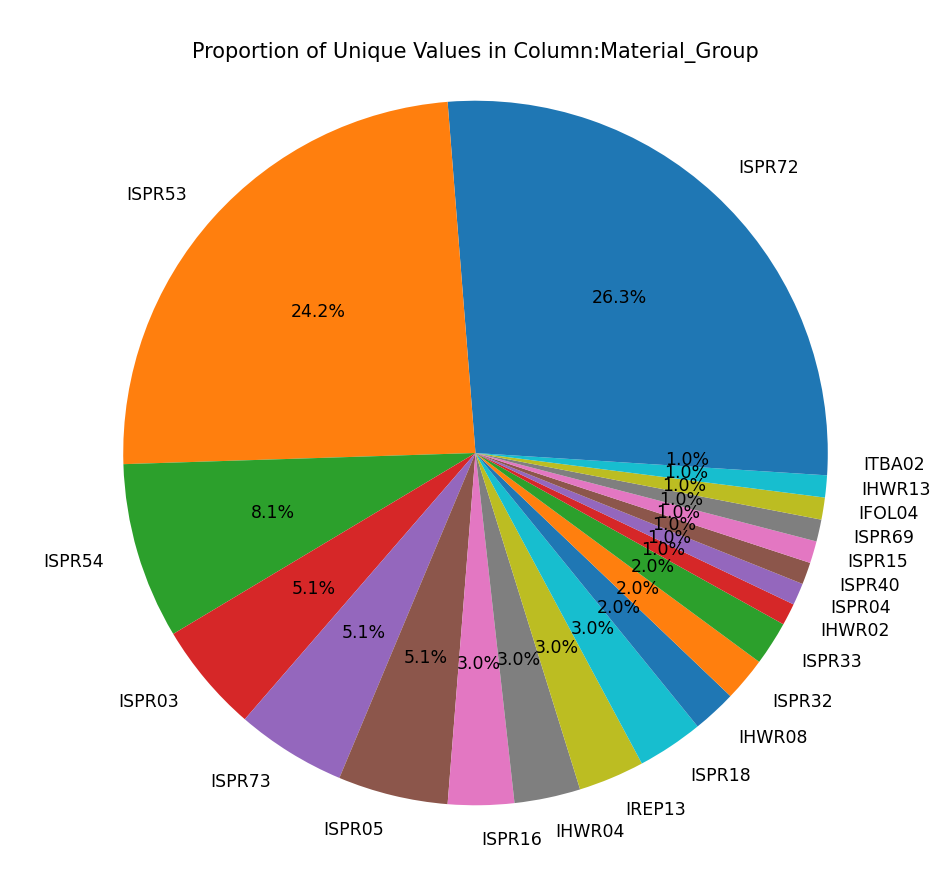 Proportion of Unique Values in Column:Material_Group
ISPR72
26.3%
ISPR53
24.2%
ISPR54
8.1%
ISPR03
5.1%
ISPR73
5.1%
ISPR05
5.1%
ISPR16
3.0%
IHWR04
3.0%
IREP13
3.0%
ISPR18
3.0%
IHWR08
2.0%
ISPR32
2.0%
ISPR33
2.0%
IHWR02
1.0%
ISPR04
1.0%
ISPR40
1.0%
ISPR15
1.0%
ISPR69
1.0%
IFOL04
1.0%
IHWR13
1.0%
ITBA02
1.0%